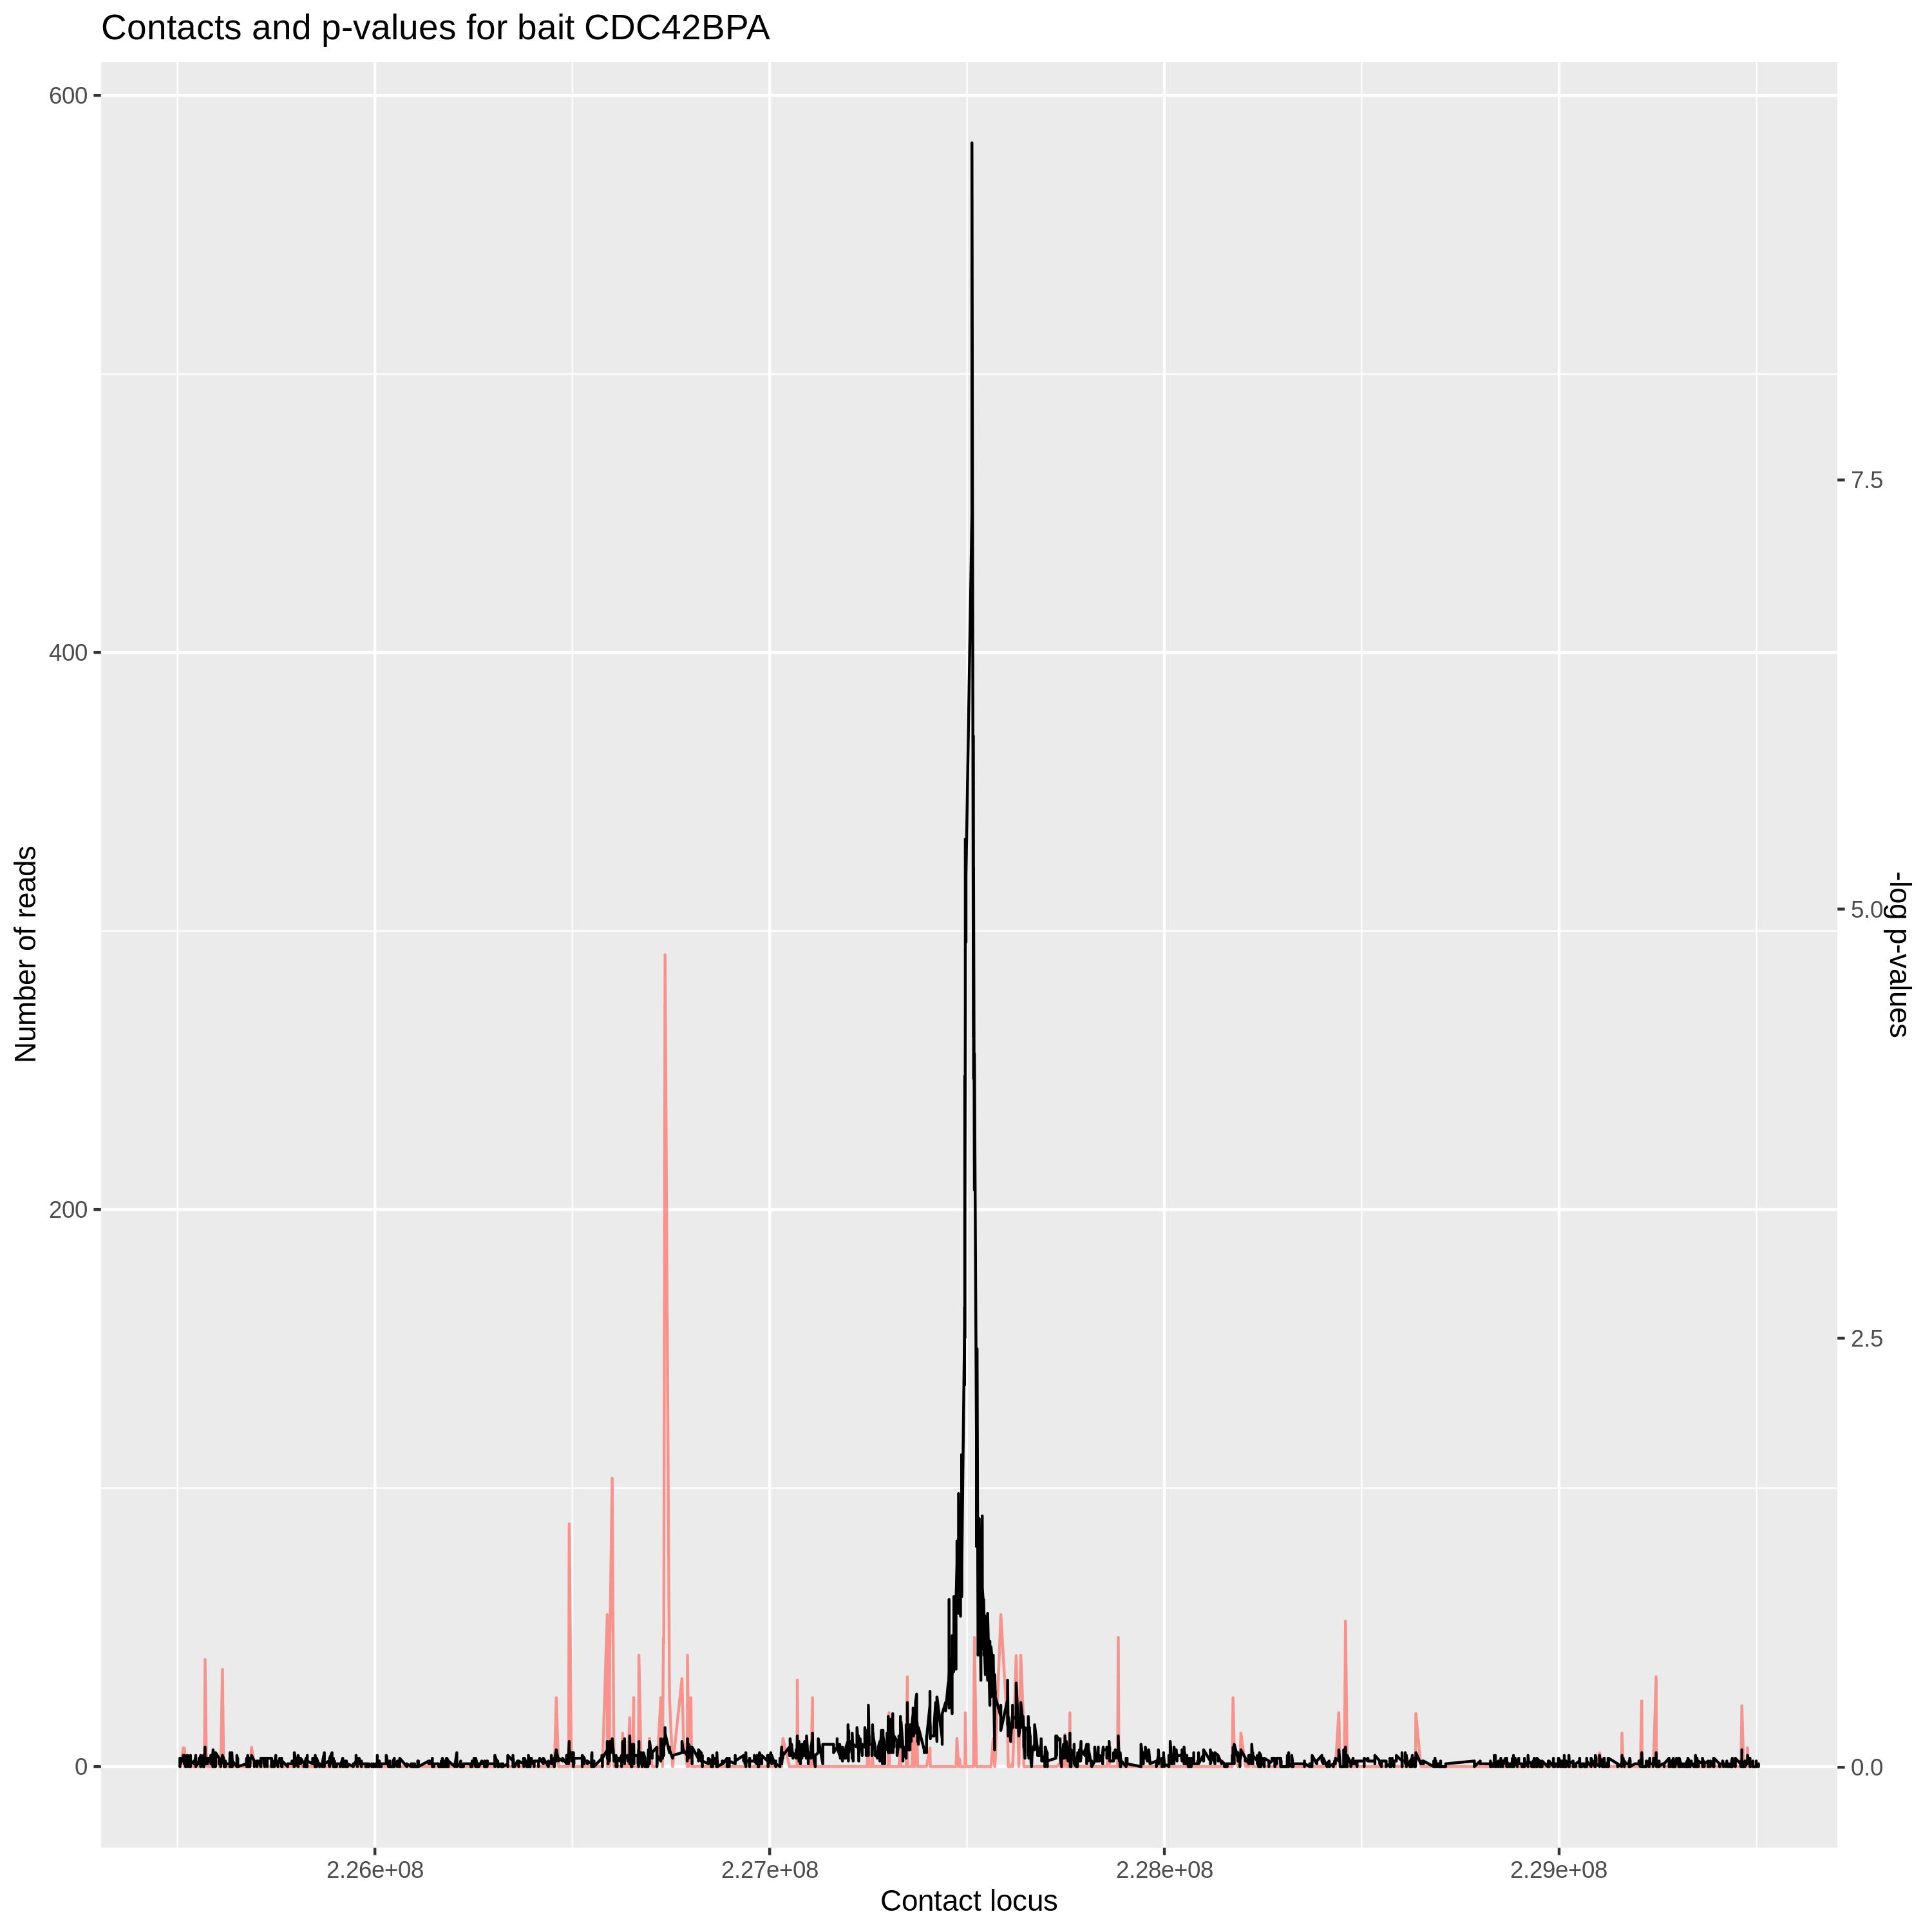 Contacts and p-values for bait CDC42BPA
600
400
200
0
Number of reads
7.5
5.0
2.5
0.0
-log p-values
2.26e+08
2.27e+08
2.28e+08
2.29e+08
Contact locus